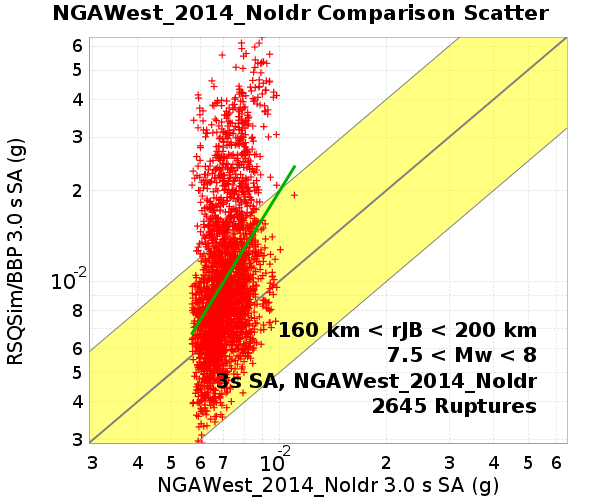 NGAWest_2014_NoIdr Comparison Scatter
RSQSim/BBP 3.0 s SA (g)
6
5
4
3
2
10-2
8
6
5
4
3
160 km < rJB < 200 km
7.5 < Mw < 8
3s SA, NGAWest_2014_NoIdr
2645 Ruptures
3 4 5 6 7 10-2 2 3 4 5 6
NGAWest_2014_NoIdr 3.0 s SA (g)